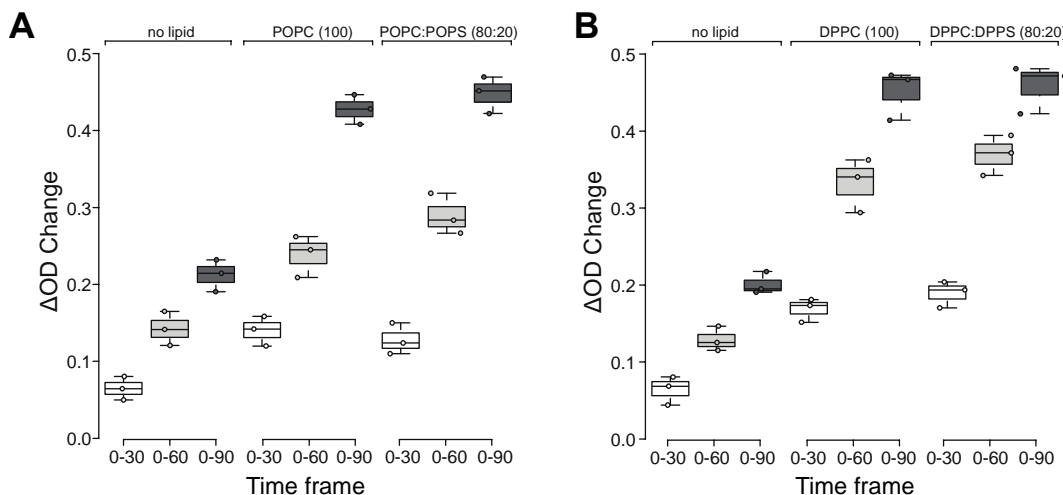 A
no lipid POPC (100) POPC:POPS (80:20)
0.5
0.4
0.3
0.2
0.1
0.0
ΔOD Change
0-30 0-60 0-90 0-30 0-60 0-90 0-30 0-60 0-90
Time frame
B
no lipid DPPC (100) DPPC:DPPS (80:20)
0.5
0.4
0.3
0.2
0.1
0.0
ΔOD Change
0-30 0-60 0-90 0-30 0-60 0-90 0-30 0-60 0-90
Time frame